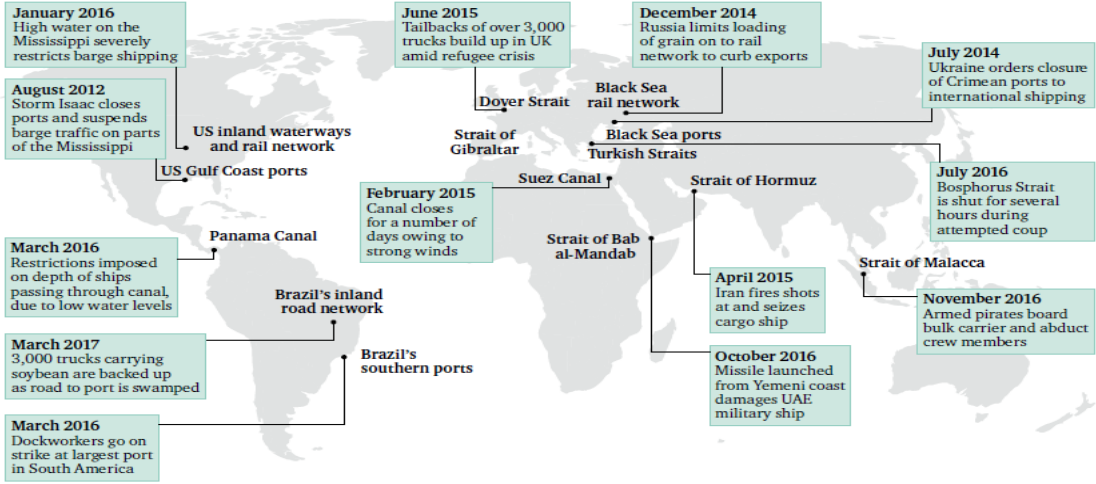 January 2016
High water on the
Mississippi severely
restricts barge shipping
June 2015
Tailbacks of over 3,000
trucks build up in UK
amid refugee crisis
December 2014
Russia limits loading
of grain on to rail
network to curb exports
July 2014
Ukraine orders closure
of Crimean ports to
international shipping
August 2012
Storm Isaac closes
ports and suspends
barge traffic on parts
of the Mississippi
US inland waterways
and rail network
US Gulf Coast ports
Dover Strait
Black Sea
rail network
Strait of
Gibraltar
Black Sea ports
Turkish Straits
Suez Canal
Strait of Hormuz
July 2016
Bosphorus Strait
is shut for several
hours during
attempted coup
February 2015
Canal closes
for a number of
days owing to
strong winds
Panama Canal
Strait of Bab
al-Mandab
Strait of Malacca
March 2016
Restrictions imposed
on depth of ships
passing through canal,
due to low water levels
Brazil's inland
road network
April 2015
Iran fires shots
at and seizes
cargo ship
November 2016
Armed pirates board
bulk carrier and abduct
crew members
March 2017
3,000 trucks carrying
soybean are backed up
as road to port is swamped
Brazil's
southern ports
October 2016
Missile launched
from Yemeni coast
damages UAE
military ship
March 2016
Dockworkers go on
strike at largest port
in South America